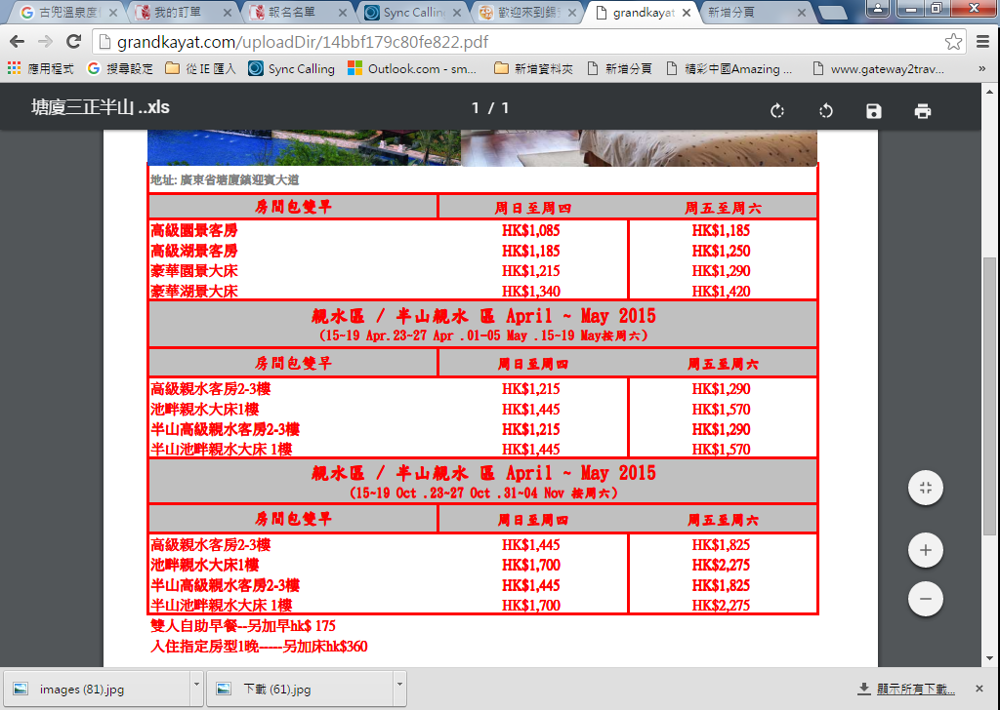 古兜溫泉度
我的訂單
報名名單
Sync Calling
歡迎來到錦
grandkayat
新增分頁
grandkayat.com/uploadDir/14bbf179c80fe822.pdf
應用程式 搜尋設定 從 IE 匯入 Sync Calling Outlook.com - sm... 新增資料夾 新增分頁 精彩中國Amazing ... www.gateway2trav... »
塘廈三正半山 ..xls 1 / 1
地址: 廣東省塘廈鎮迎賓大道
房間包雙早 周日至周四 周五至周六
高級園景客房 HK$1,085 HK$1,185
高級湖景客房 HK$1,185 HK$1,250
豪華園景大床 HK$1,215 HK$1,290
豪華湖景大床 HK$1,340 HK$1,420
親水區 / 半山親水 區 April ~ May 2015
(15~19 Apr.23~27 Apr .01-05 May .15~19 May按周六)
房間包雙早 周日至周四 周五至周六
高級親水客房2-3樓 HK$1,215 HK$1,290
池畔親水大床1樓 HK$1,445 HK$1,570
半山高級親水客房2-3樓 HK$1,215 HK$1,290
半山池畔親水大床 1樓 HK$1,445 HK$1,570
親水區 / 半山親水 區 April ~ May 2015
(15~19 Oct .23~27 Oct .31~04 Nov 按周六)
房間包雙早 周日至周四 周五至周六
高級親水客房2-3樓 HK$1,445 HK$1,825
池畔親水大床1樓 HK$1,700 HK$2,275
半山高級親水客房2-3樓 HK$1,445 HK$1,825
半山池畔親水大床 1樓 HK$1,700 HK$2,275
雙人自助早餐--另加早hk$ 175
入住指定房型1晚-----另加床hk$360
images (81).jpg 下載 (61).jpg 顯示所有下載...